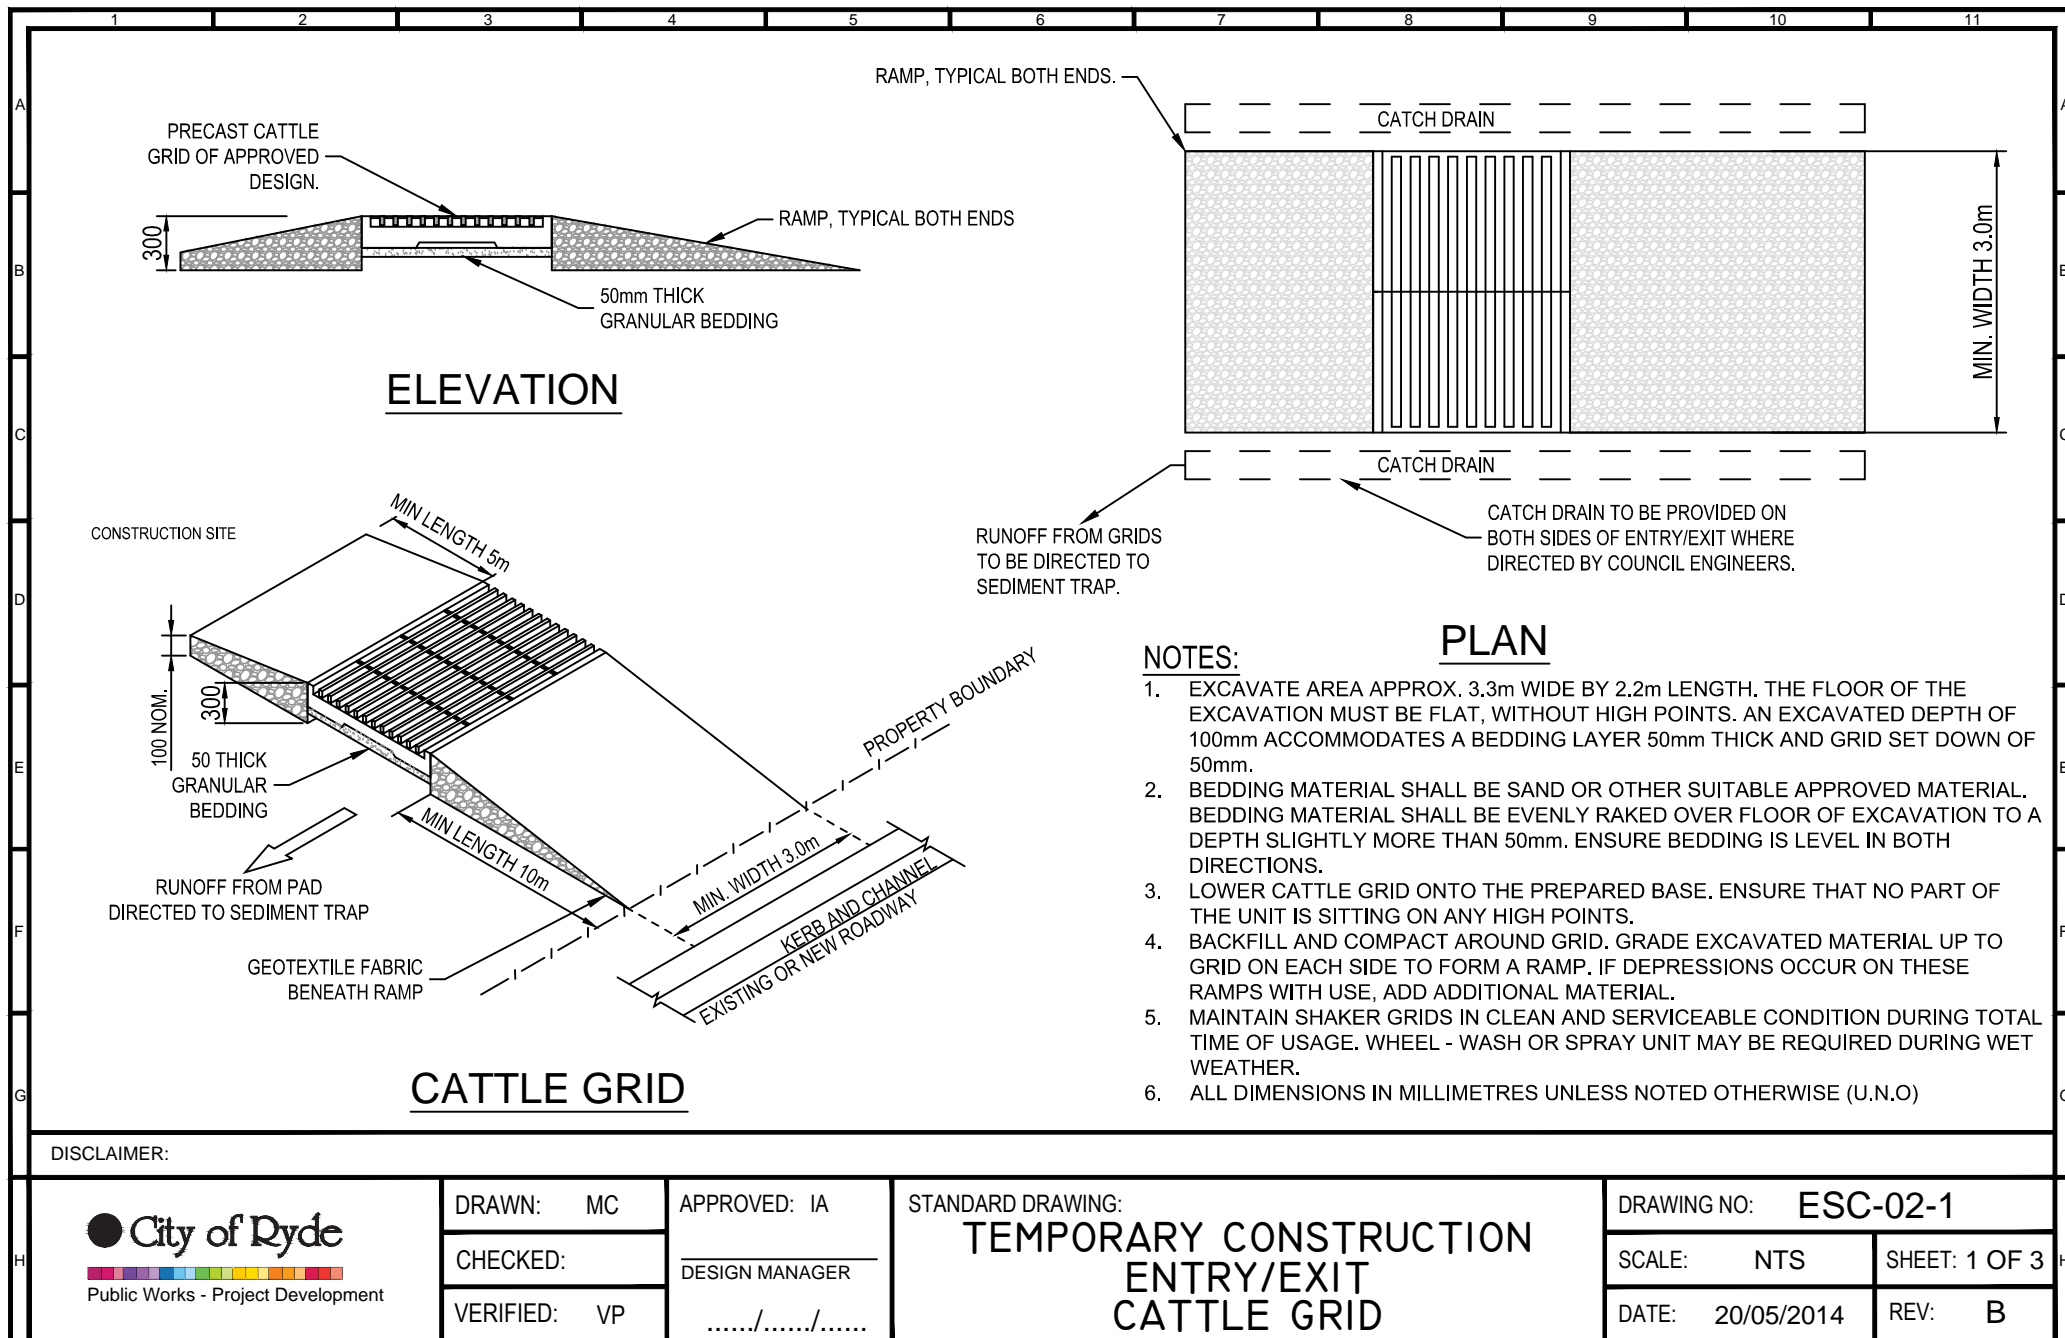 1 2 3 4 5 6 7 8 9 10 11
A
B
C
D
E
F
G
H
RAMP, TYPICAL BOTH ENDS.
CATCH DRAIN
PRECAST CATTLE
GRID OF APPROVED
DESIGN.
RAMP, TYPICAL BOTH ENDS
300
50mm THICK
GRANULAR BEDDING
ELEVATION
MIN. WIDTH 3.0m
CATCH DRAIN
RUNOFF FROM GRIDS
TO BE DIRECTED TO
SEDIMENT TRAP.
CATCH DRAIN TO BE PROVIDED ON
BOTH SIDES OF ENTRY/EXIT WHERE
DIRECTED BY COUNCIL ENGINEERS.
PLAN
CONSTRUCTION SITE
MIN LENGTH 5m
100 NOM.
300
50 THICK
GRANULAR
BEDDING
PROPERTY BOUNDARY
MIN LENGTH 10m
MIN. WIDTH 3.0m
RUNOFF FROM PAD
DIRECTED TO SEDIMENT TRAP
KERB AND CHANNEL
EXISTING OR NEW ROADWAY
GEOTEXTILE FABRIC
BENEATH RAMP
CATTLE GRID
NOTES:
1. EXCAVATE AREA APPROX. 3.3m WIDE BY 2.2m LENGTH. THE FLOOR OF THE
EXCAVATION MUST BE FLAT, WITHOUT HIGH POINTS. AN EXCAVATED DEPTH OF
100mm ACCOMMODATES A BEDDING LAYER 50mm THICK AND GRID SET DOWN OF
50mm.
2. BEDDING MATERIAL SHALL BE SAND OR OTHER SUITABLE APPROVED MATERIAL.
BEDDING MATERIAL SHALL BE EVENLY RAKED OVER FLOOR OF EXCAVATION TO A
DEPTH SLIGHTLY MORE THAN 50mm. ENSURE BEDDING IS LEVEL IN BOTH
DIRECTIONS.
3. LOWER CATTLE GRID ONTO THE PREPARED BASE. ENSURE THAT NO PART OF
THE UNIT IS SITTING ON ANY HIGH POINTS.
4. BACKFILL AND COMPACT AROUND GRID. GRADE EXCAVATED MATERIAL UP TO
GRID ON EACH SIDE TO FORM A RAMP. IF DEPRESSIONS OCCUR ON THESE
RAMPS WITH USE, ADD ADDITIONAL MATERIAL.
5. MAINTAIN SHAKER GRIDS IN CLEAN AND SERVICEABLE CONDITION DURING TOTAL
TIME OF USAGE. WHEEL - WASH OR SPRAY UNIT MAY BE REQUIRED DURING WET
WEATHER.
6. ALL DIMENSIONS IN MILLIMETRES UNLESS NOTED OTHERWISE (U.N.O)
DISCLAIMER:
City of Ryde
Public Works - Project Development
DRAWN: MC
CHECKED:
VERIFIED: VP
APPROVED: IA
DESIGN MANAGER
....../....../......
STANDARD DRAWING:
TEMPORARY CONSTRUCTION
ENTRY/EXIT
CATTLE GRID
DRAWING NO: ESC-02-1
SCALE: NTS
SHEET: 1 OF 3
DATE: 20/05/2014
REV: B